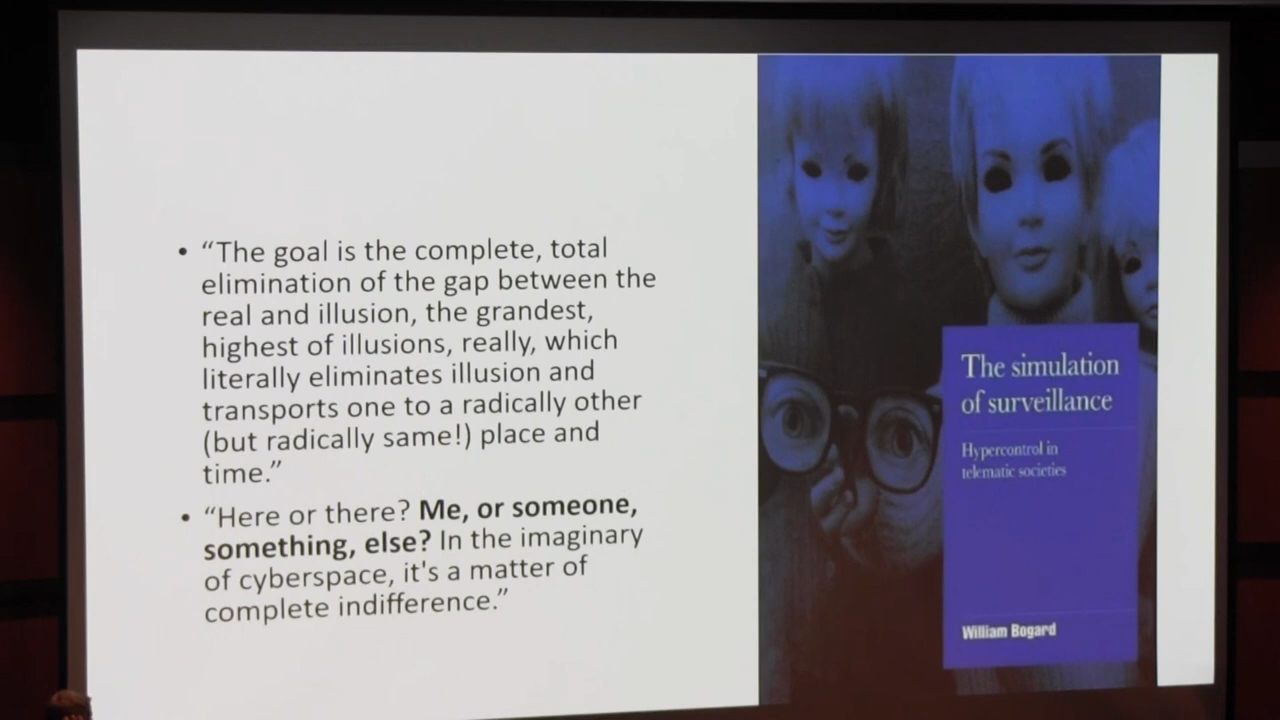 • “The goal is the complete, total
elimination of the gap between the
real and illusion, the grandest,
highest of illusions, really, which
literally eliminates illusion and
transports one to a radically other
(but radically same!) place and
time.”
• “Here or there? Me, or someone,
something, else? In the imaginary
of cyberspace, it's a matter of
complete indifference.”
The simulation
of surveillance
Hypercontrol in
telematic societies
William Bogard